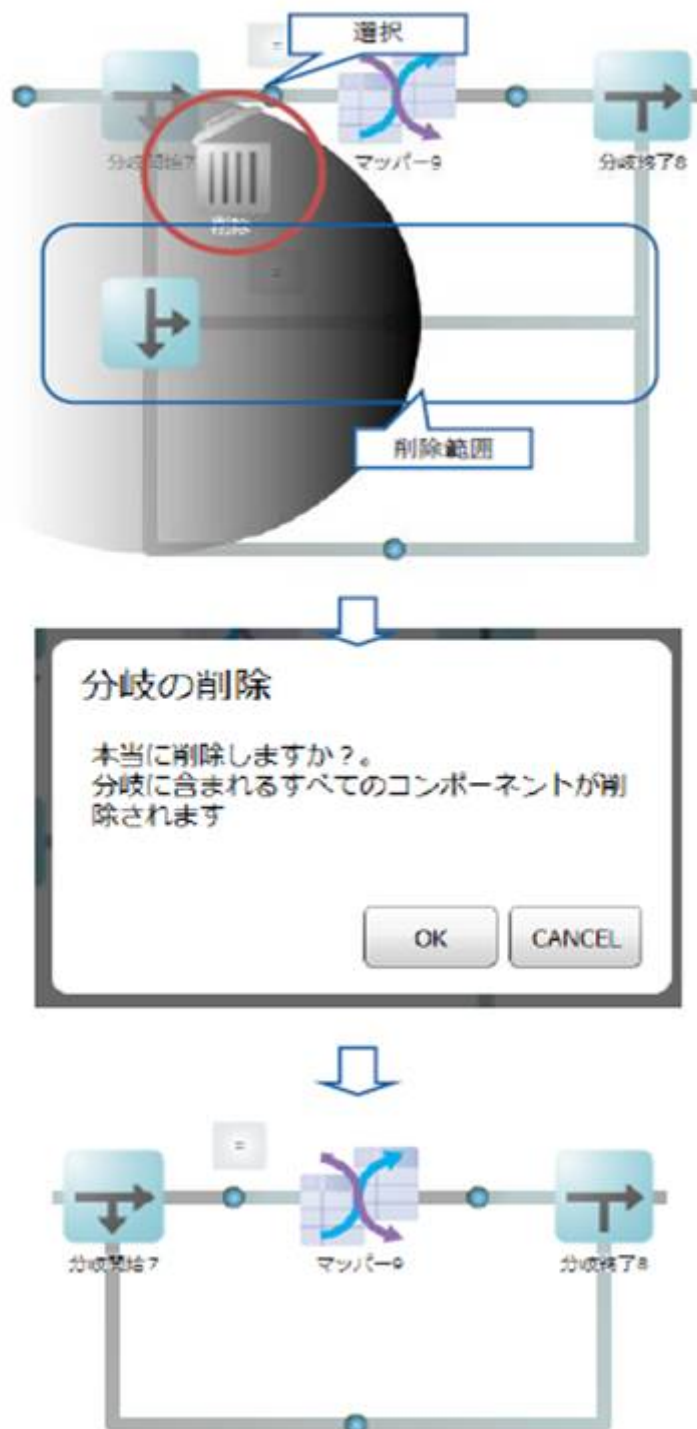 =
選択
分岐開始7
マッパー9
分岐終了8
削除
=
削除範囲
分岐の削除
本当に削除しますか？。
分岐に含まれるすべてのコンポーネントが削
除されます
OK
CANCEL
=
分岐開始7
マッパー9
分岐終了8